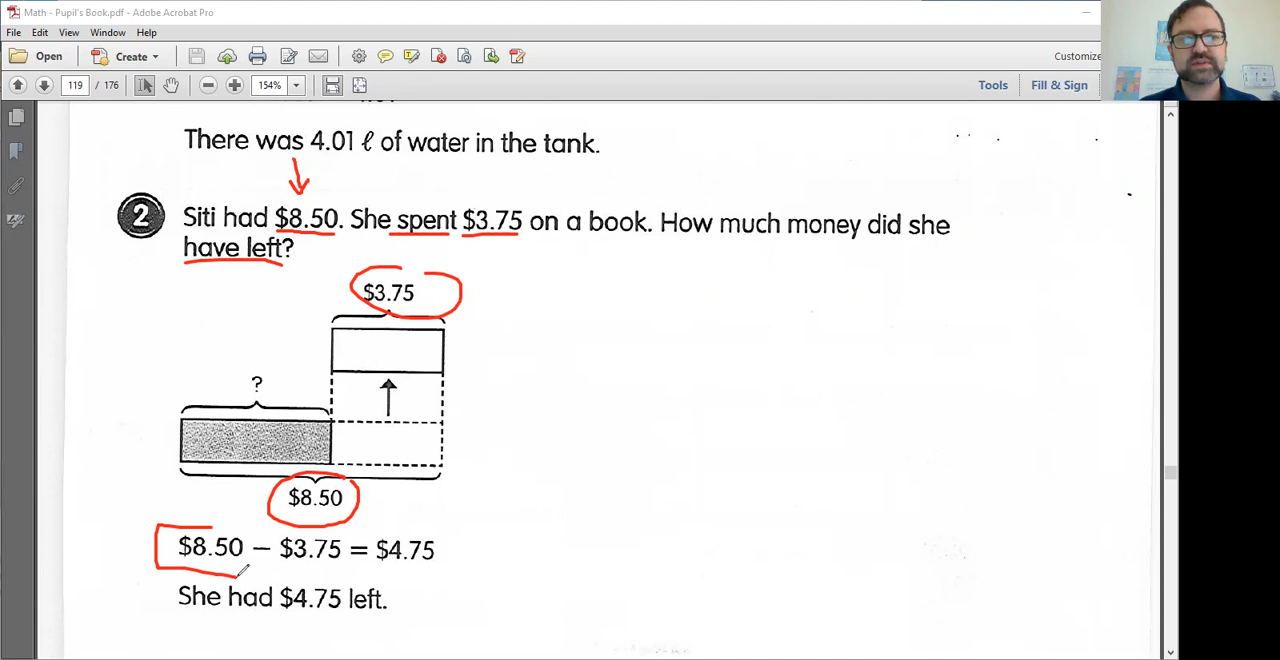 Math - Pupil's Book.pdf - Adobe Acrobat Pro
File Edit View Window Help
Open Create Customize
119 / 176 154% Tools Fill & Sign
There was 4.01 ℓ of water in the tank.
2 Siti had $8.50. She spent $3.75 on a book. How much money did she
have left?
$3.75
?
$8.50
$8.50 − $3.75 = $4.75
She had $4.75 left.